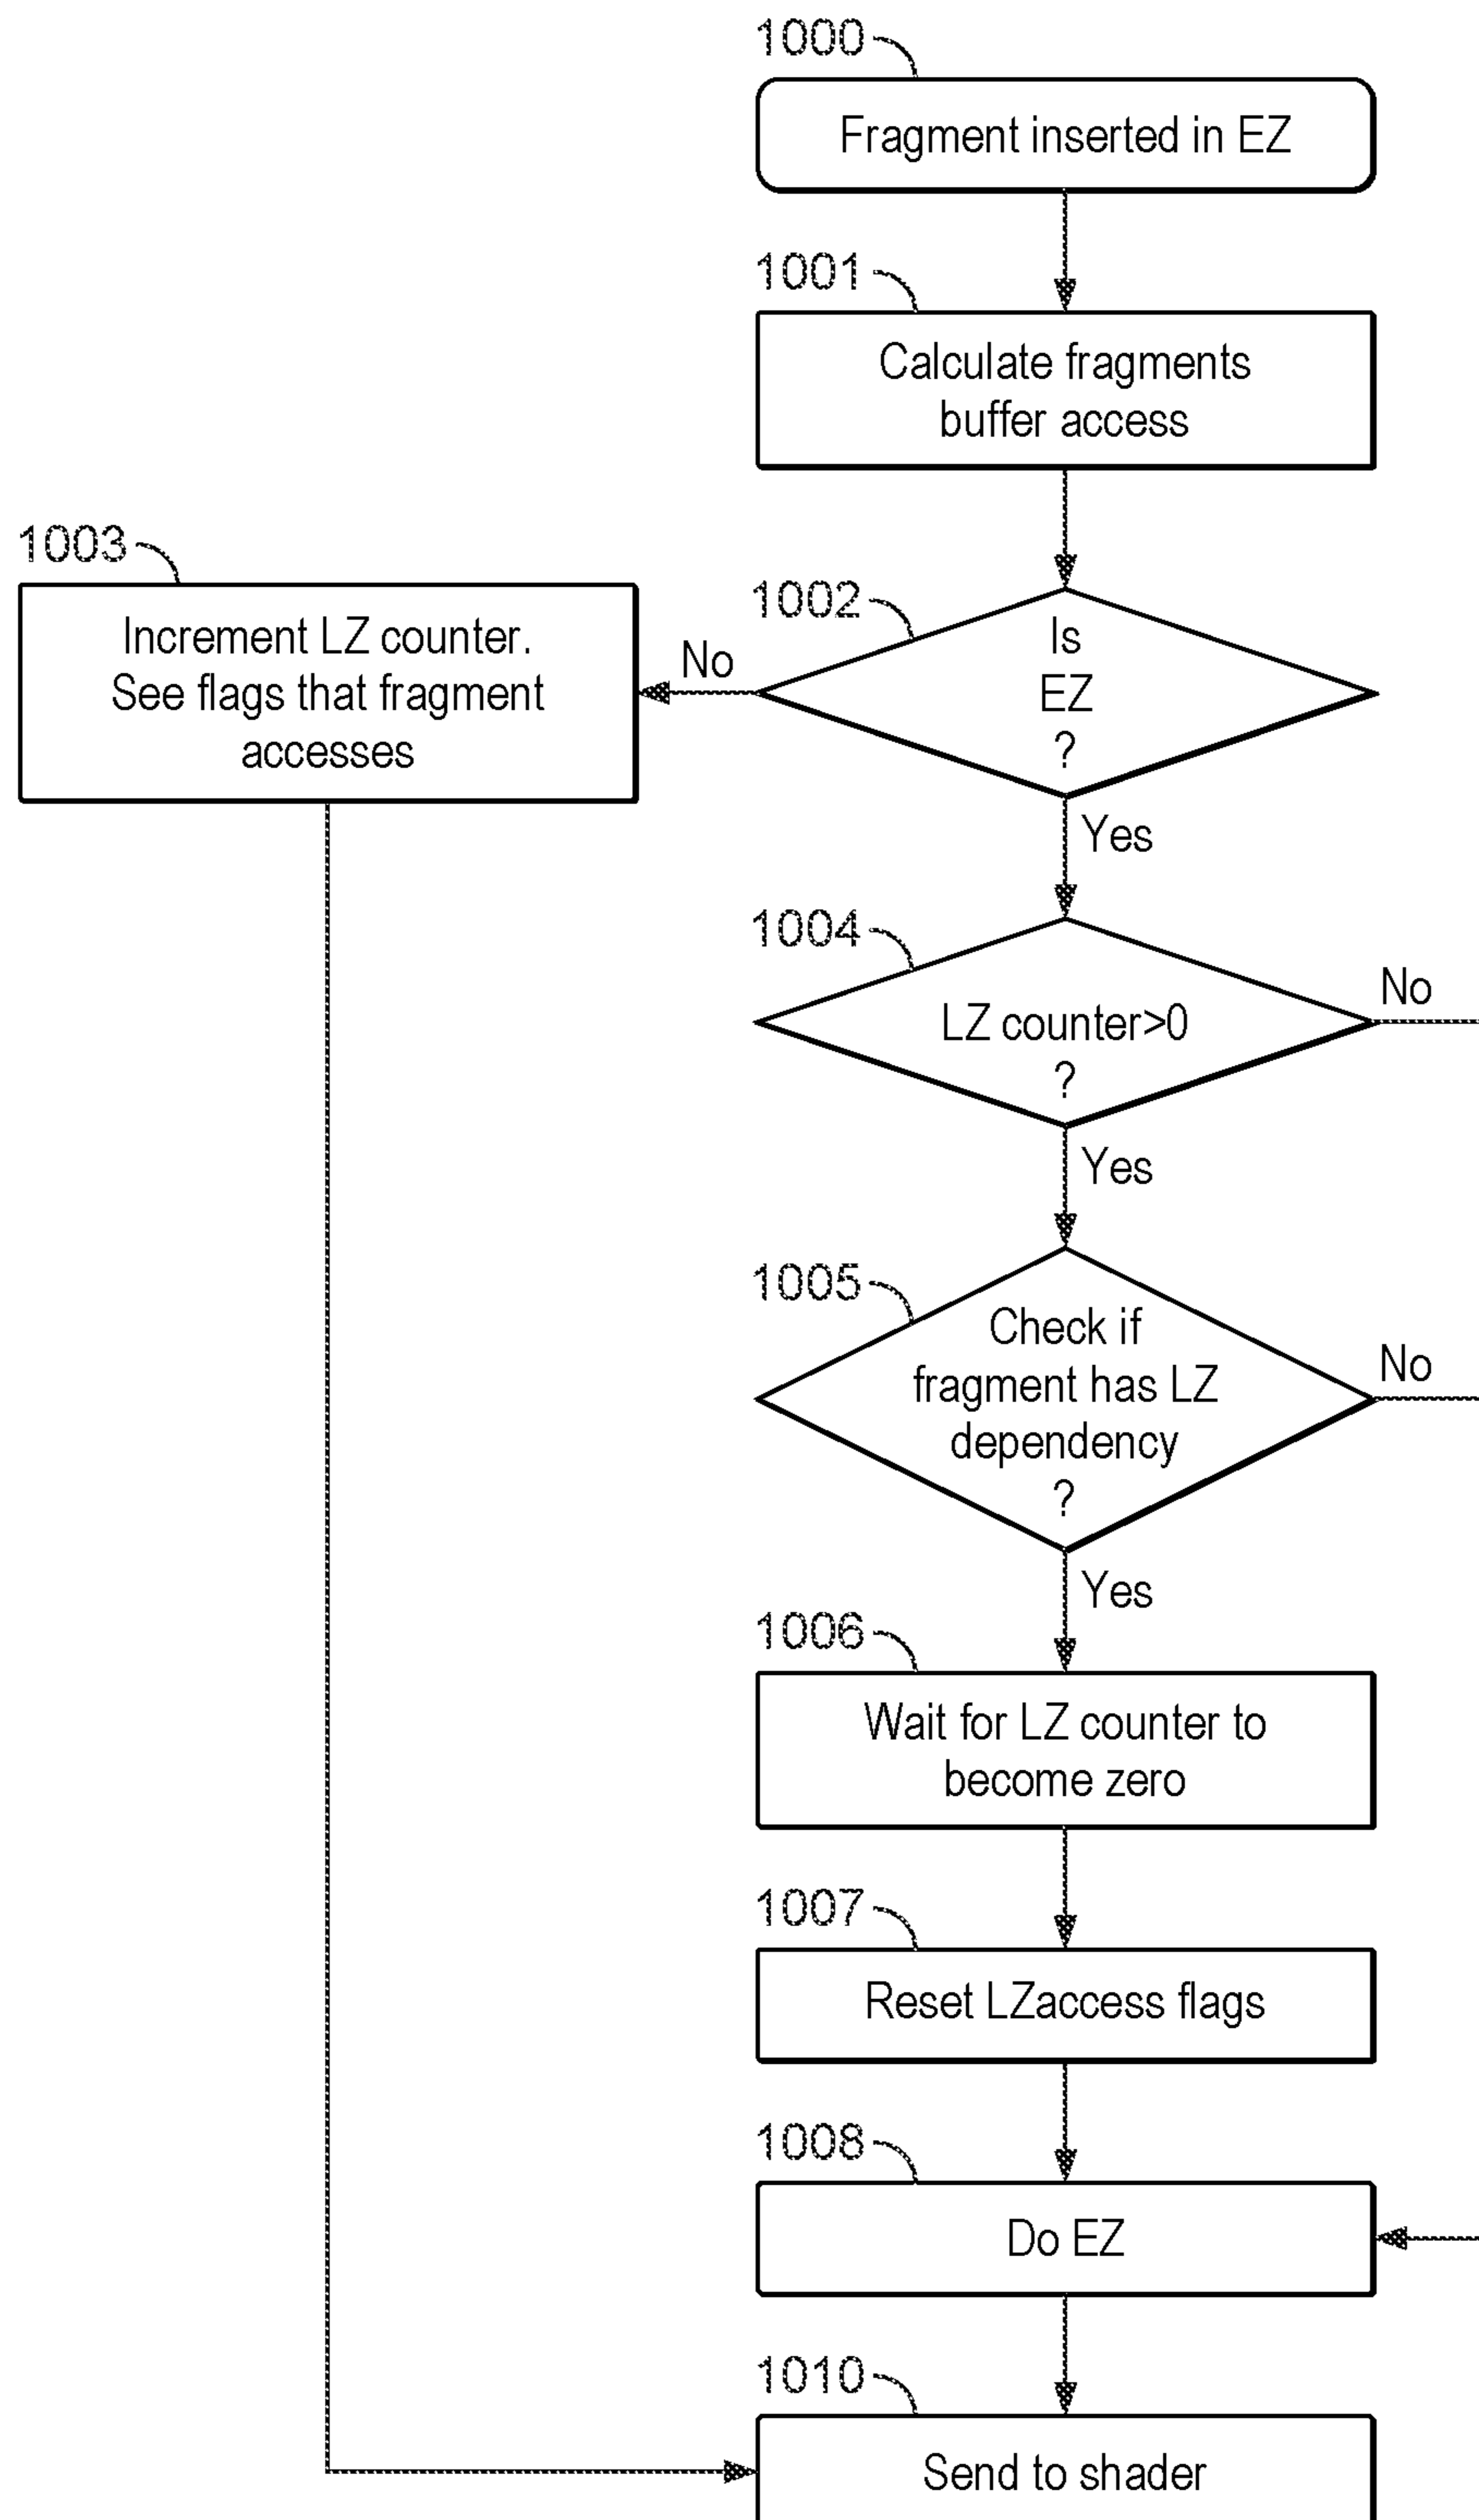 1000
Fragment inserted in EZ
1001
Calculate fragments
buffer access
1003
Increment LZ counter.
See flags that fragment
accesses
No
1002
Is
EZ
?
Yes
1004
LZ counter>0
?
No
Yes
1005
Check if
fragment has LZ
dependency
?
No
Yes
1006
Wait for LZ counter to
become zero
1007
Reset LZaccess flags
1008
Do EZ
1010
Send to shader